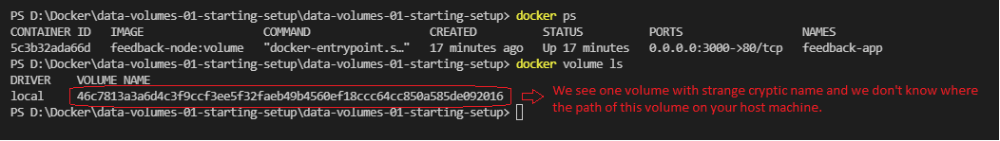 PS D:\Docker\data-volumes-01-starting-setup\data-volumes-01-starting-setup> docker ps
CONTAINER ID   IMAGE   COMMAND   CREATED   STATUS   PORTS   NAMES
5c3b32ada66d   feedback-node:volume   "docker-entrypoint.s…"   17 minutes ago   Up 17 minutes   0.0.0.0:3000->80/tcp   feedback-app
PS D:\Docker\data-volumes-01-starting-setup\data-volumes-01-starting-setup> docker volume ls
DRIVER   VOLUME NAME
local   46c7813a3a6d4c3f9ccf3ee5f32faeb49b4560ef18ccc64cc850a585de092016
We see one volume with strange cryptic name and we don't know where
the path of this volume on your host machine.
PS D:\Docker\data-volumes-01-starting-setup\data-volumes-01-starting-setup>